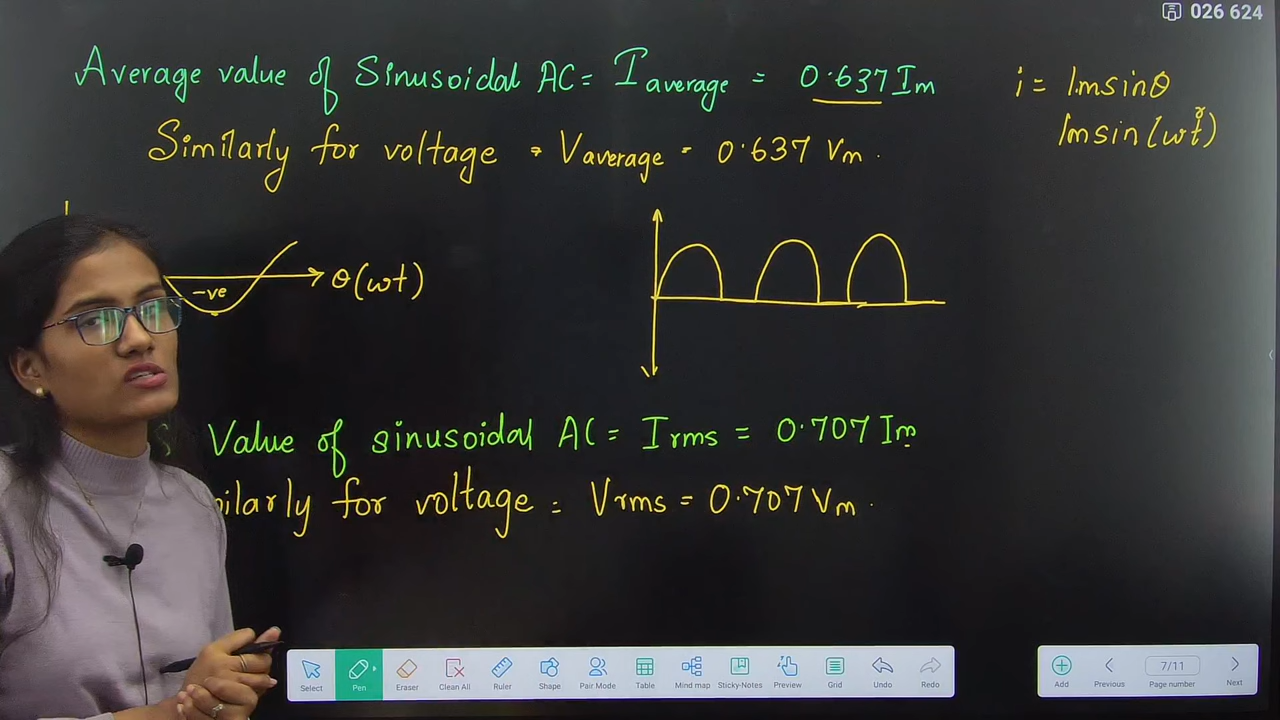 026 624
Average value of Sinusoidal AC = I average = 0.637 Im
i = Imsinθ
Imsin(wt)
Similarly for voltage = Vaverage = 0.637 Vm .
-ve
θ(wt)
Value of sinusoidal AC = Irms = 0.707 Im
ilarly for voltage = Vrms = 0.707 Vm .
Select Pen Eraser Clean All Ruler Shape Pair Mode Table Mind map Sticky-Notes Preview Grid Undo Redo
Add Previous 7/11 Page number Next